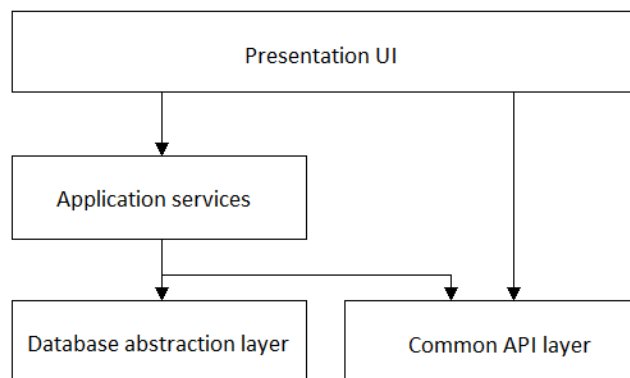 Presentation UI
Application services
Database abstraction layer
Common API layer